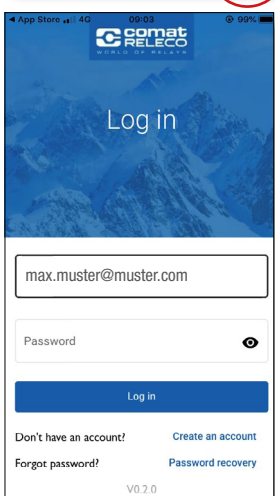 App Store 4G 09:03 99%
comat
RELECO
WORLD OF RELAYS
Log in
max.muster@muster.com
Password
Log in
Don't have an account? Create an account
Forgot password? Password recovery
V0.2.0